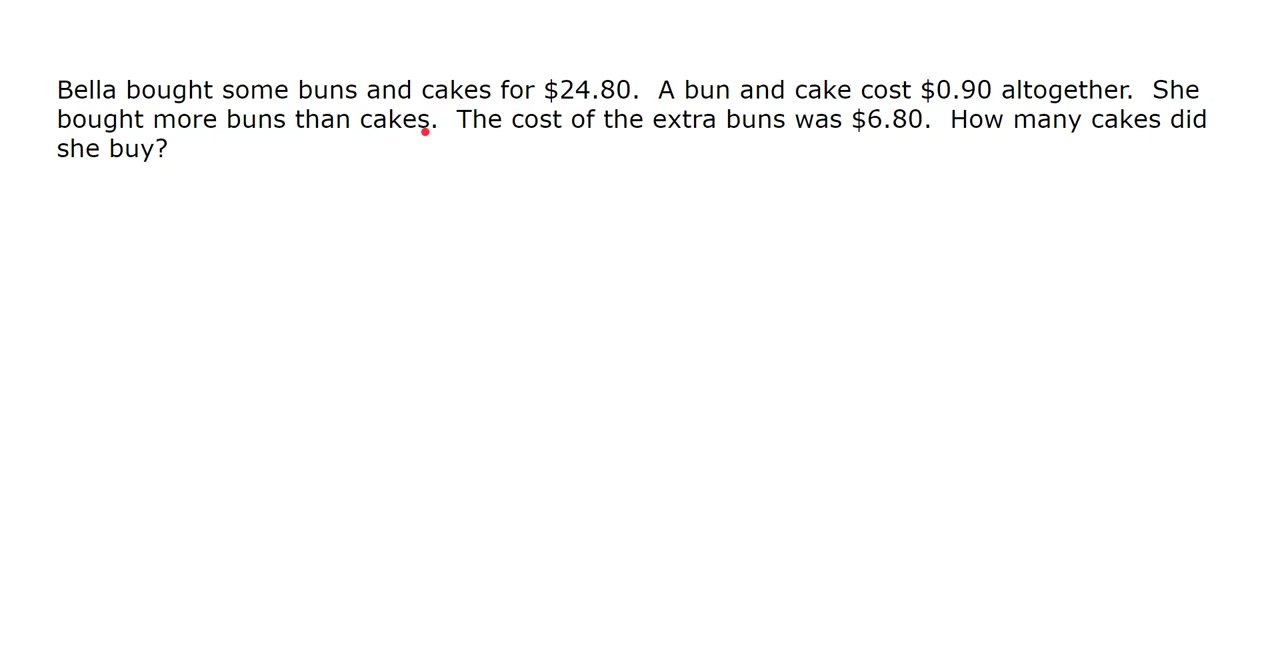 Bella bought some buns and cakes for $24.80.  A bun and cake cost $0.90 altogether.  She
bought more buns than cakes.  The cost of the extra buns was $6.80.  How many cakes did
she buy?